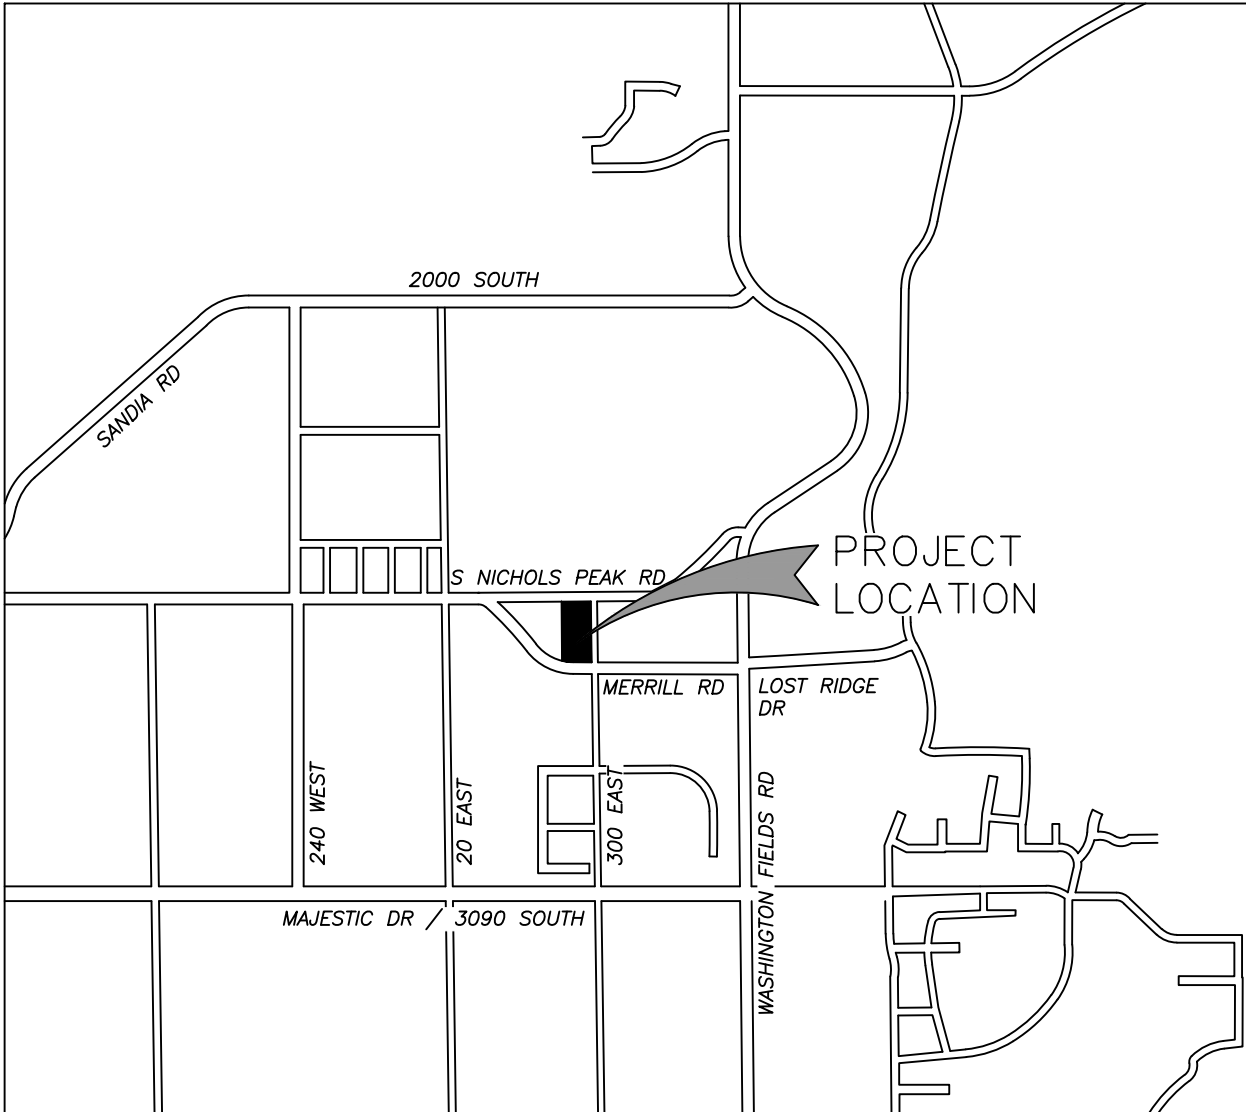 2000 SOUTH
SANDIA RD
S NICHOLS PEAK RD
PROJECT
LOCATION
MERRILL RD
LOST RIDGE
DR
240 WEST
20 EAST
300 EAST
WASHINGTON FIELDS RD
MAJESTIC DR / 3090 SOUTH